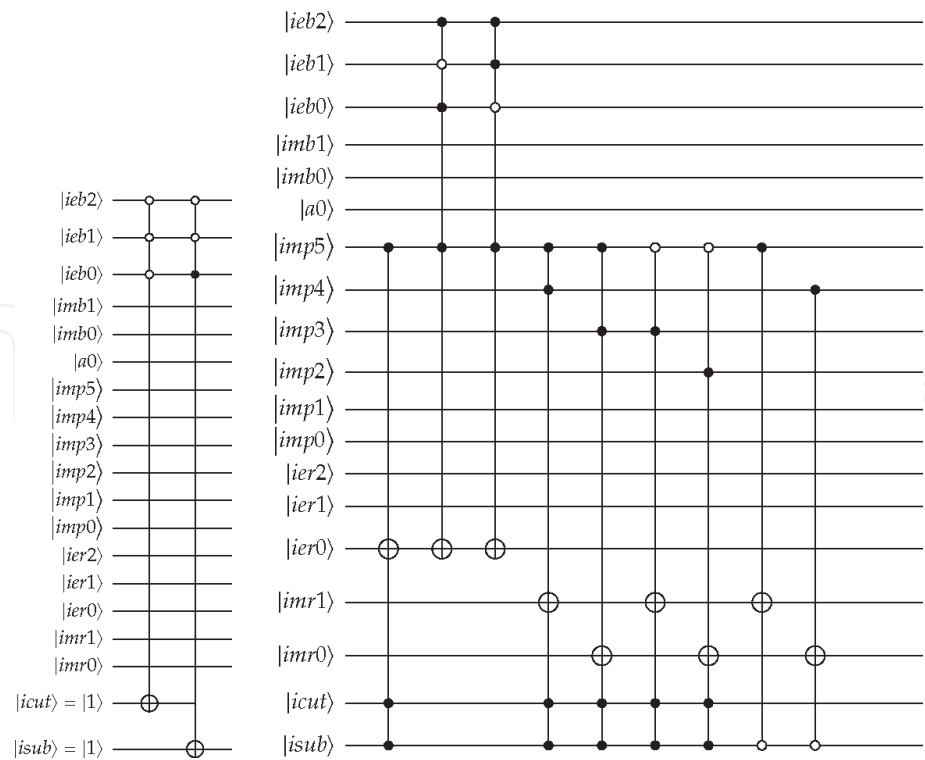 |ieb2⟩
|ieb1⟩
|ieb0⟩
|imb1⟩
|imb0⟩
|a0⟩
|imp5⟩
|imp4⟩
|imp3⟩
|imp2⟩
|imp1⟩
|imp0⟩
|ier2⟩
|ier1⟩
|ier0⟩
|imr1⟩
|imr0⟩
|icut⟩ = |1⟩
|isub⟩ = |1⟩
|ieb2⟩
|ieb1⟩
|ieb0⟩
|imb1⟩
|imb0⟩
|a0⟩
|imp5⟩
|imp4⟩
|imp3⟩
|imp2⟩
|imp1⟩
|imp0⟩
|ier2⟩
|ier1⟩
|ier0⟩
|imr1⟩
|imr0⟩
|icut⟩
|isub⟩